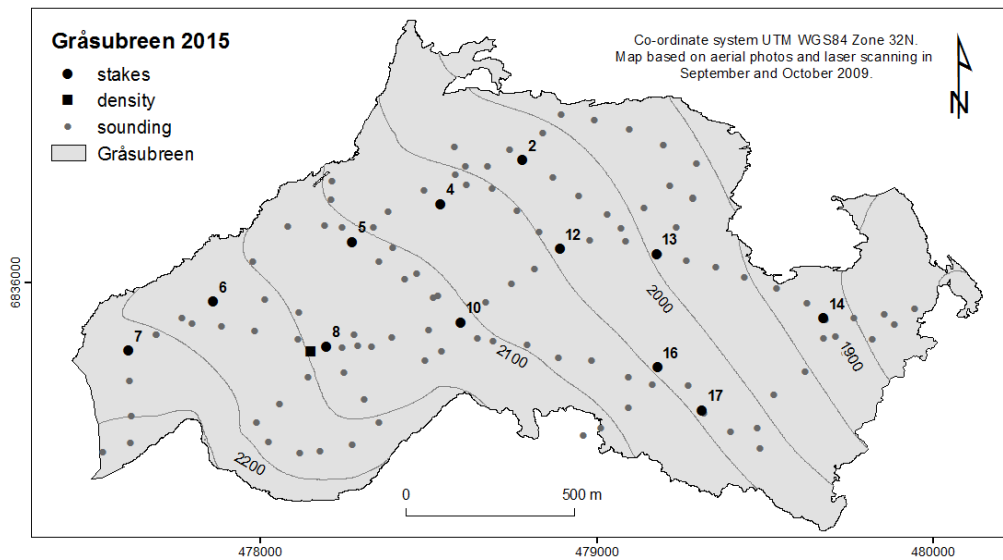 Gråsubreen 2015
stakes
density
sounding
Gråsubreen
Co-ordinate system UTM WGS84 Zone 32N.
Map based on aerial photos and laser scanning in
September and October 2009.
N
2
4
5
12
13
6
10
14
7
8
16
17
2000
2100
1900
2200
0 500 m
6836000
478000 479000 480000